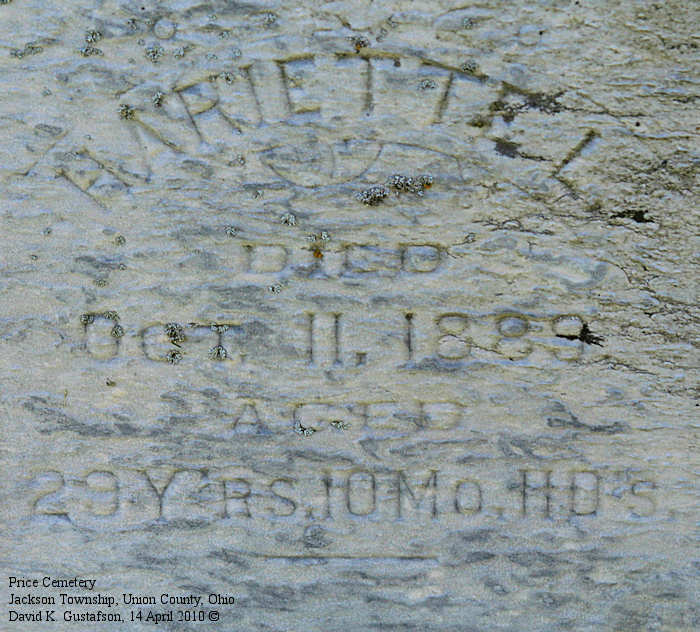 HARRIETTA L
DIED
OCT. 11, 1889
AGED
29 YRS. 10 MO. 11 D'S
Price Cemetery
Jackson Township, Union County, Ohio
David K. Gustafson, 14 April 2010 ©